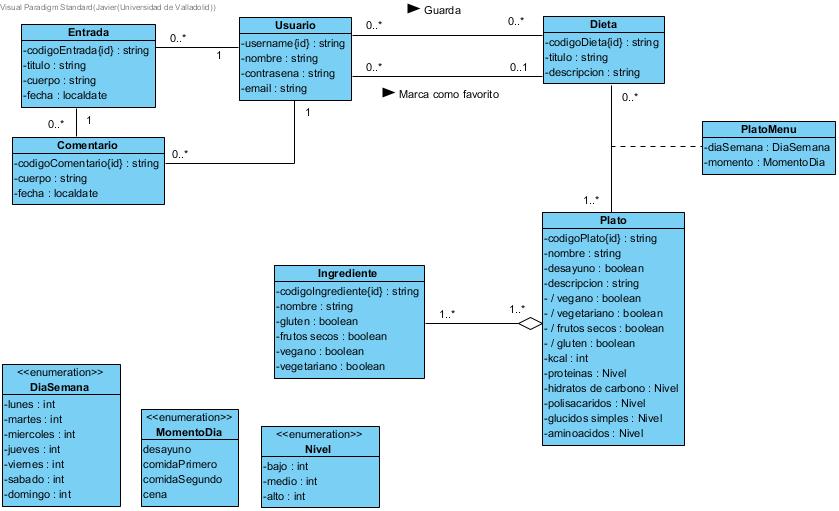 Visual Paradigm Standard(Javier(Universidad de Valladolid))
Entrada
-codigoEntrada{id} : string
-titulo : string
-cuerpo : string
-fecha : localdate
0..*
1
Usuario
-username{id} : string
-nombre : string
-contrasena : string
-email : string
0..*
Guarda
0..*
0..*
0..1
Marca como favorito
Dieta
-codigoDieta{id} : string
-titulo : string
-descripcion : string
0..*
1
0..*
Comentario
-codigoComentario{id} : string
-cuerpo : string
-fecha : localdate
0..*
1
PlatoMenu
-diaSemana : DiaSemana
-momento : MomentoDia
1..*
Plato
-codigoPlato{id} : string
-nombre : string
-desayuno : boolean
-descripcion : string
- / vegano : boolean
- / vegetariano : boolean
- / frutos secos : boolean
- / gluten : boolean
-kcal : int
-proteinas : Nivel
-hidratos de carbono : Nivel
-polisacaridos : Nivel
-glucidos simples : Nivel
-aminoacidos : Nivel
Ingrediente
-codigoIngrediente{id} : string
-nombre : string
-gluten : boolean
-frutos secos : boolean
-vegano : boolean
-vegetariano : boolean
1..*
1..*
<<enumeration>>
DiaSemana
-lunes : int
-martes : int
-miercoles : int
-jueves : int
-viernes : int
-sabado : int
-domingo : int
<<enumeration>>
MomentoDia
desayuno
comidaPrimero
comidaSegundo
cena
<<enumeration>>
Nivel
-bajo : int
-medio : int
-alto : int